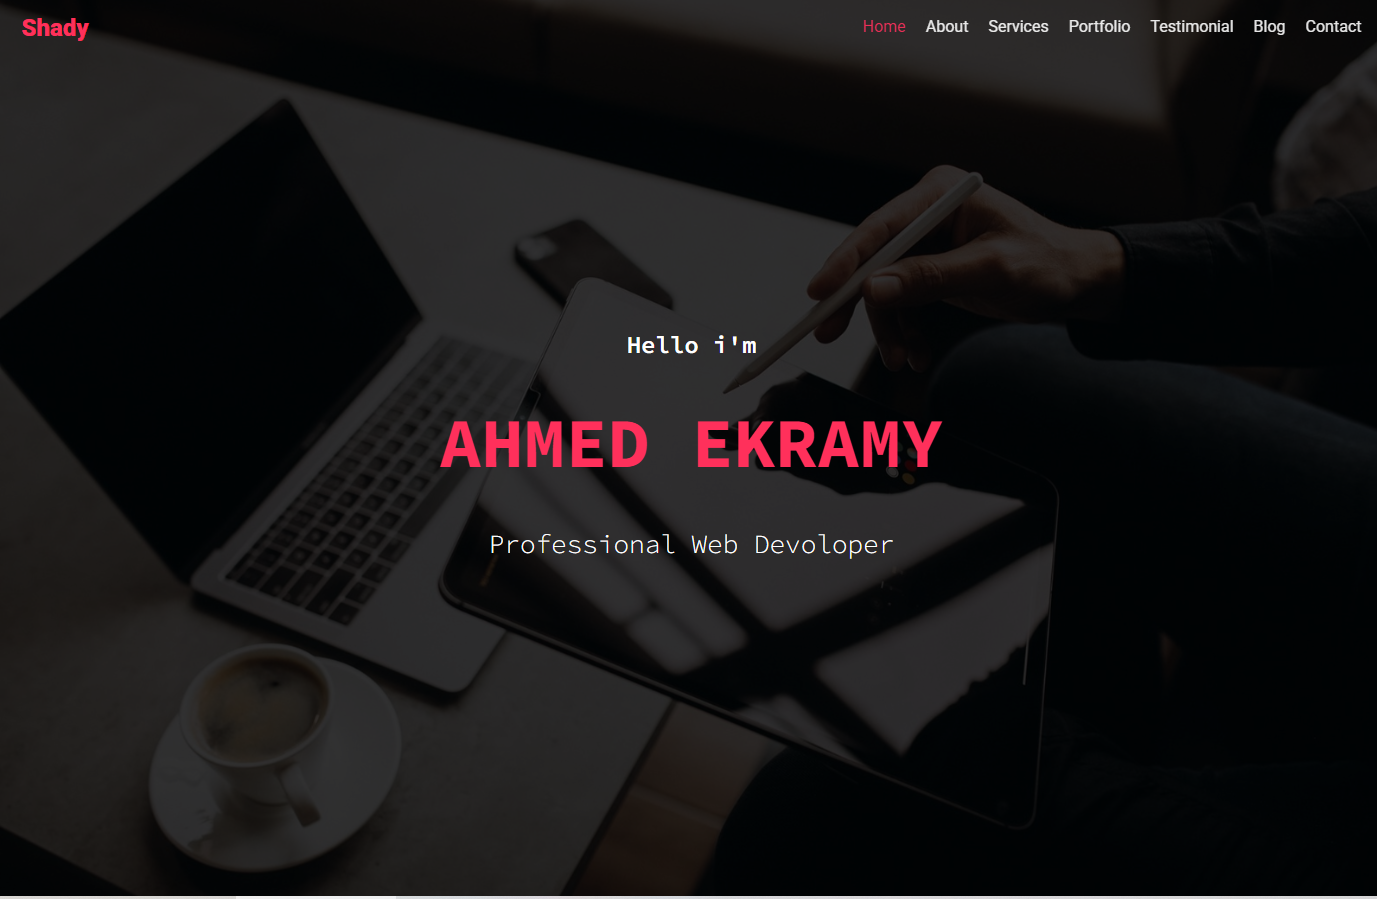 Shady
Home About Services Portfolio Testimonial Blog Contact
Hello i'm
AHMED EKRAMY
Professional Web Devoloper